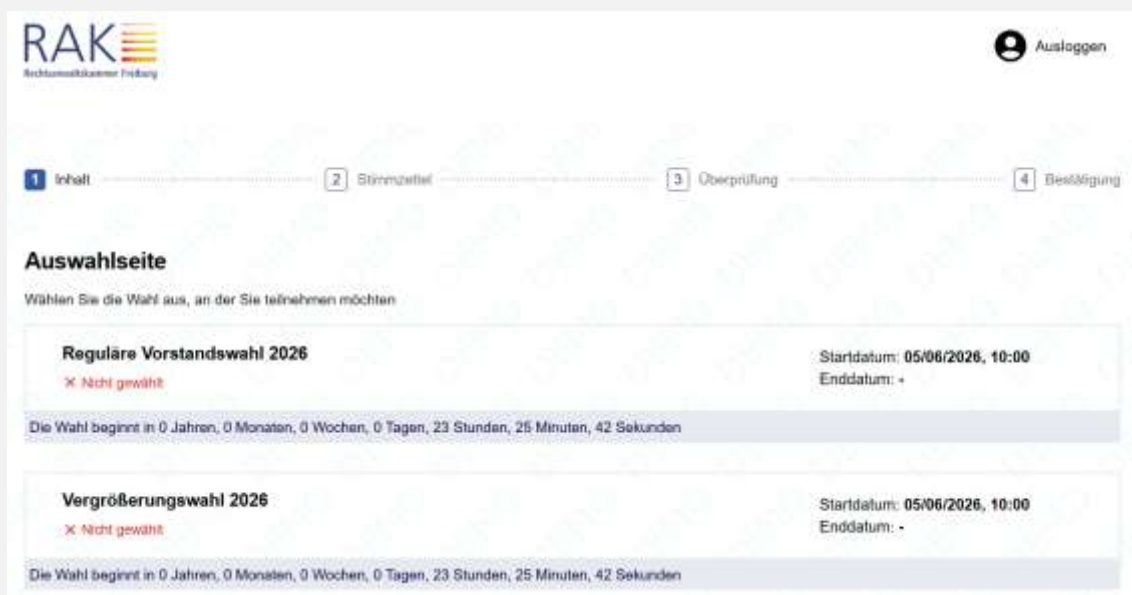 RAK
Rechtsanwaltskammer Freiburg
Ausloggen
1 Inhalt
2 Stimmzettel
3 Überprüfung
4 Bestätigung
Auswahlseite
Wählen Sie die Wahl aus, an der Sie teilnehmen möchten
Reguläre Vorstandswahl 2026
Startdatum: 05/06/2026, 10:00
× Nicht gewählt
Enddatum: -
Die Wahl beginnt in 0 Jahren, 0 Monaten, 0 Wochen, 0 Tagen, 23 Stunden, 25 Minuten, 42 Sekunden
Vergrößerungswahl 2026
Startdatum: 05/06/2026, 10:00
× Nicht gewählt
Enddatum: -
Die Wahl beginnt in 0 Jahren, 0 Monaten, 0 Wochen, 0 Tagen, 23 Stunden, 25 Minuten, 42 Sekunden